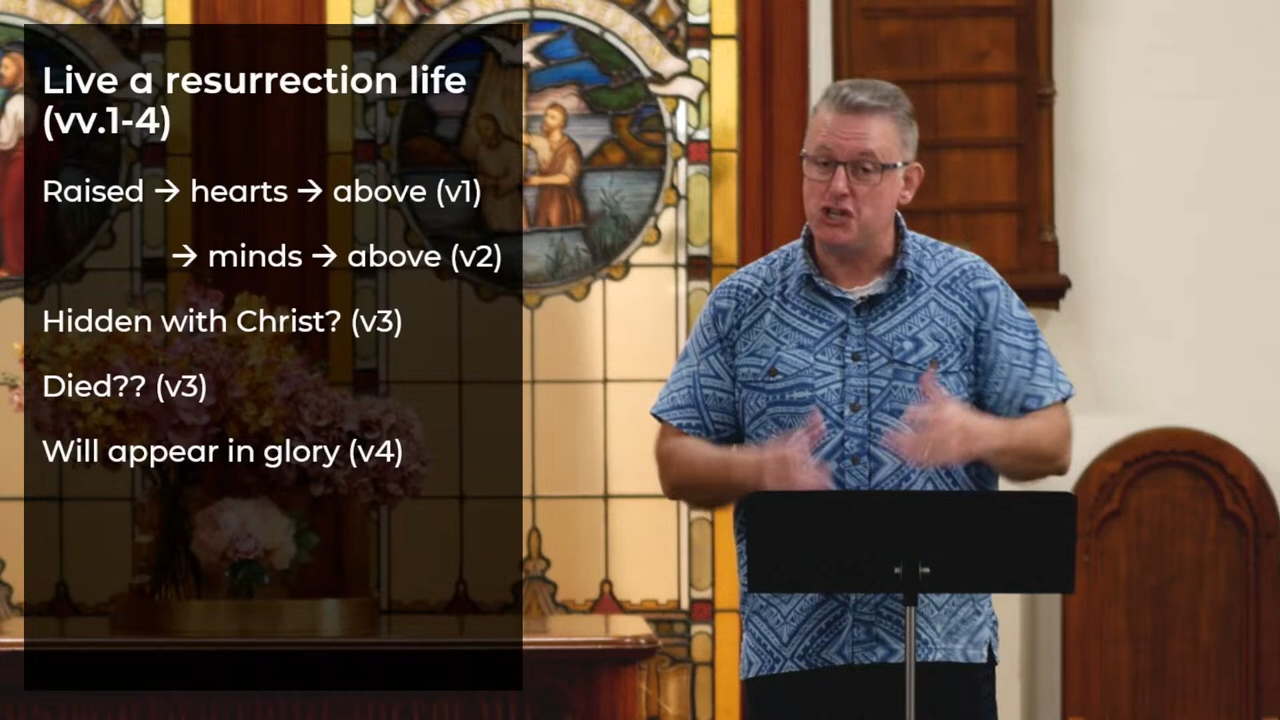 Live a resurrection life
(vv.1-4)
Raised → hearts → above (v1)
→ minds → above (v2)
Hidden with Christ? (v3)
Died?? (v3)
Will appear in glory (v4)